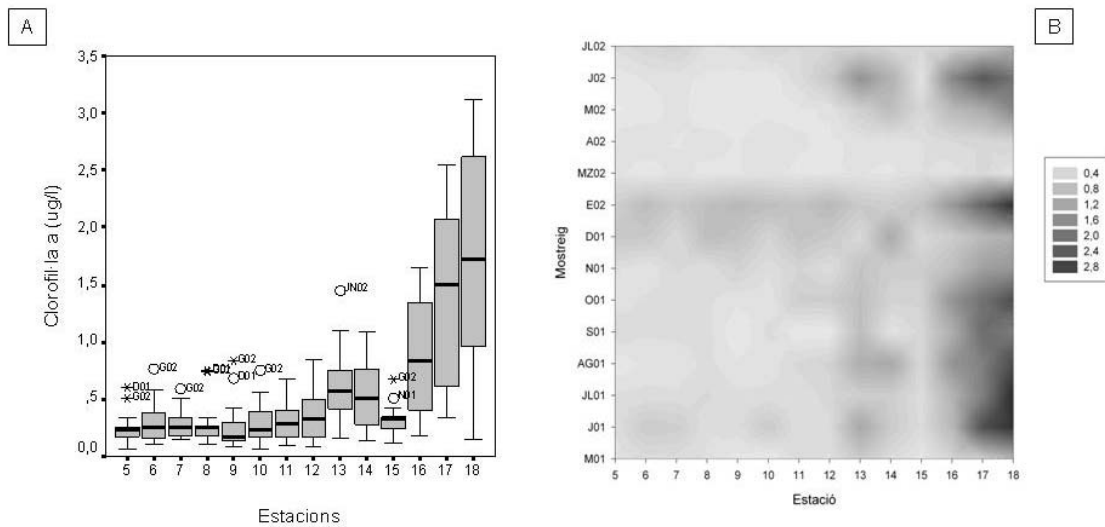 A
Clorofil·la a (ug/l)
3,5
3,0
2,5
2,0
1,5
1,0
,5
0,0
D01
G02
G02
G02
G02
D01
G02
JN02
G02
N01
5 6 7 8 9 10 11 12 13 14 15 16 17 18
Estacions
B
Mostreig
JL02
J02
M02
A02
MZ02
E02
D01
N01
O01
S01
AG01
JL01
J01
M01
5 6 7 8 9 10 11 12 13 14 15 16 17 18
Estació
0,4
0,8
1,2
1,6
2,0
2,4
2,8